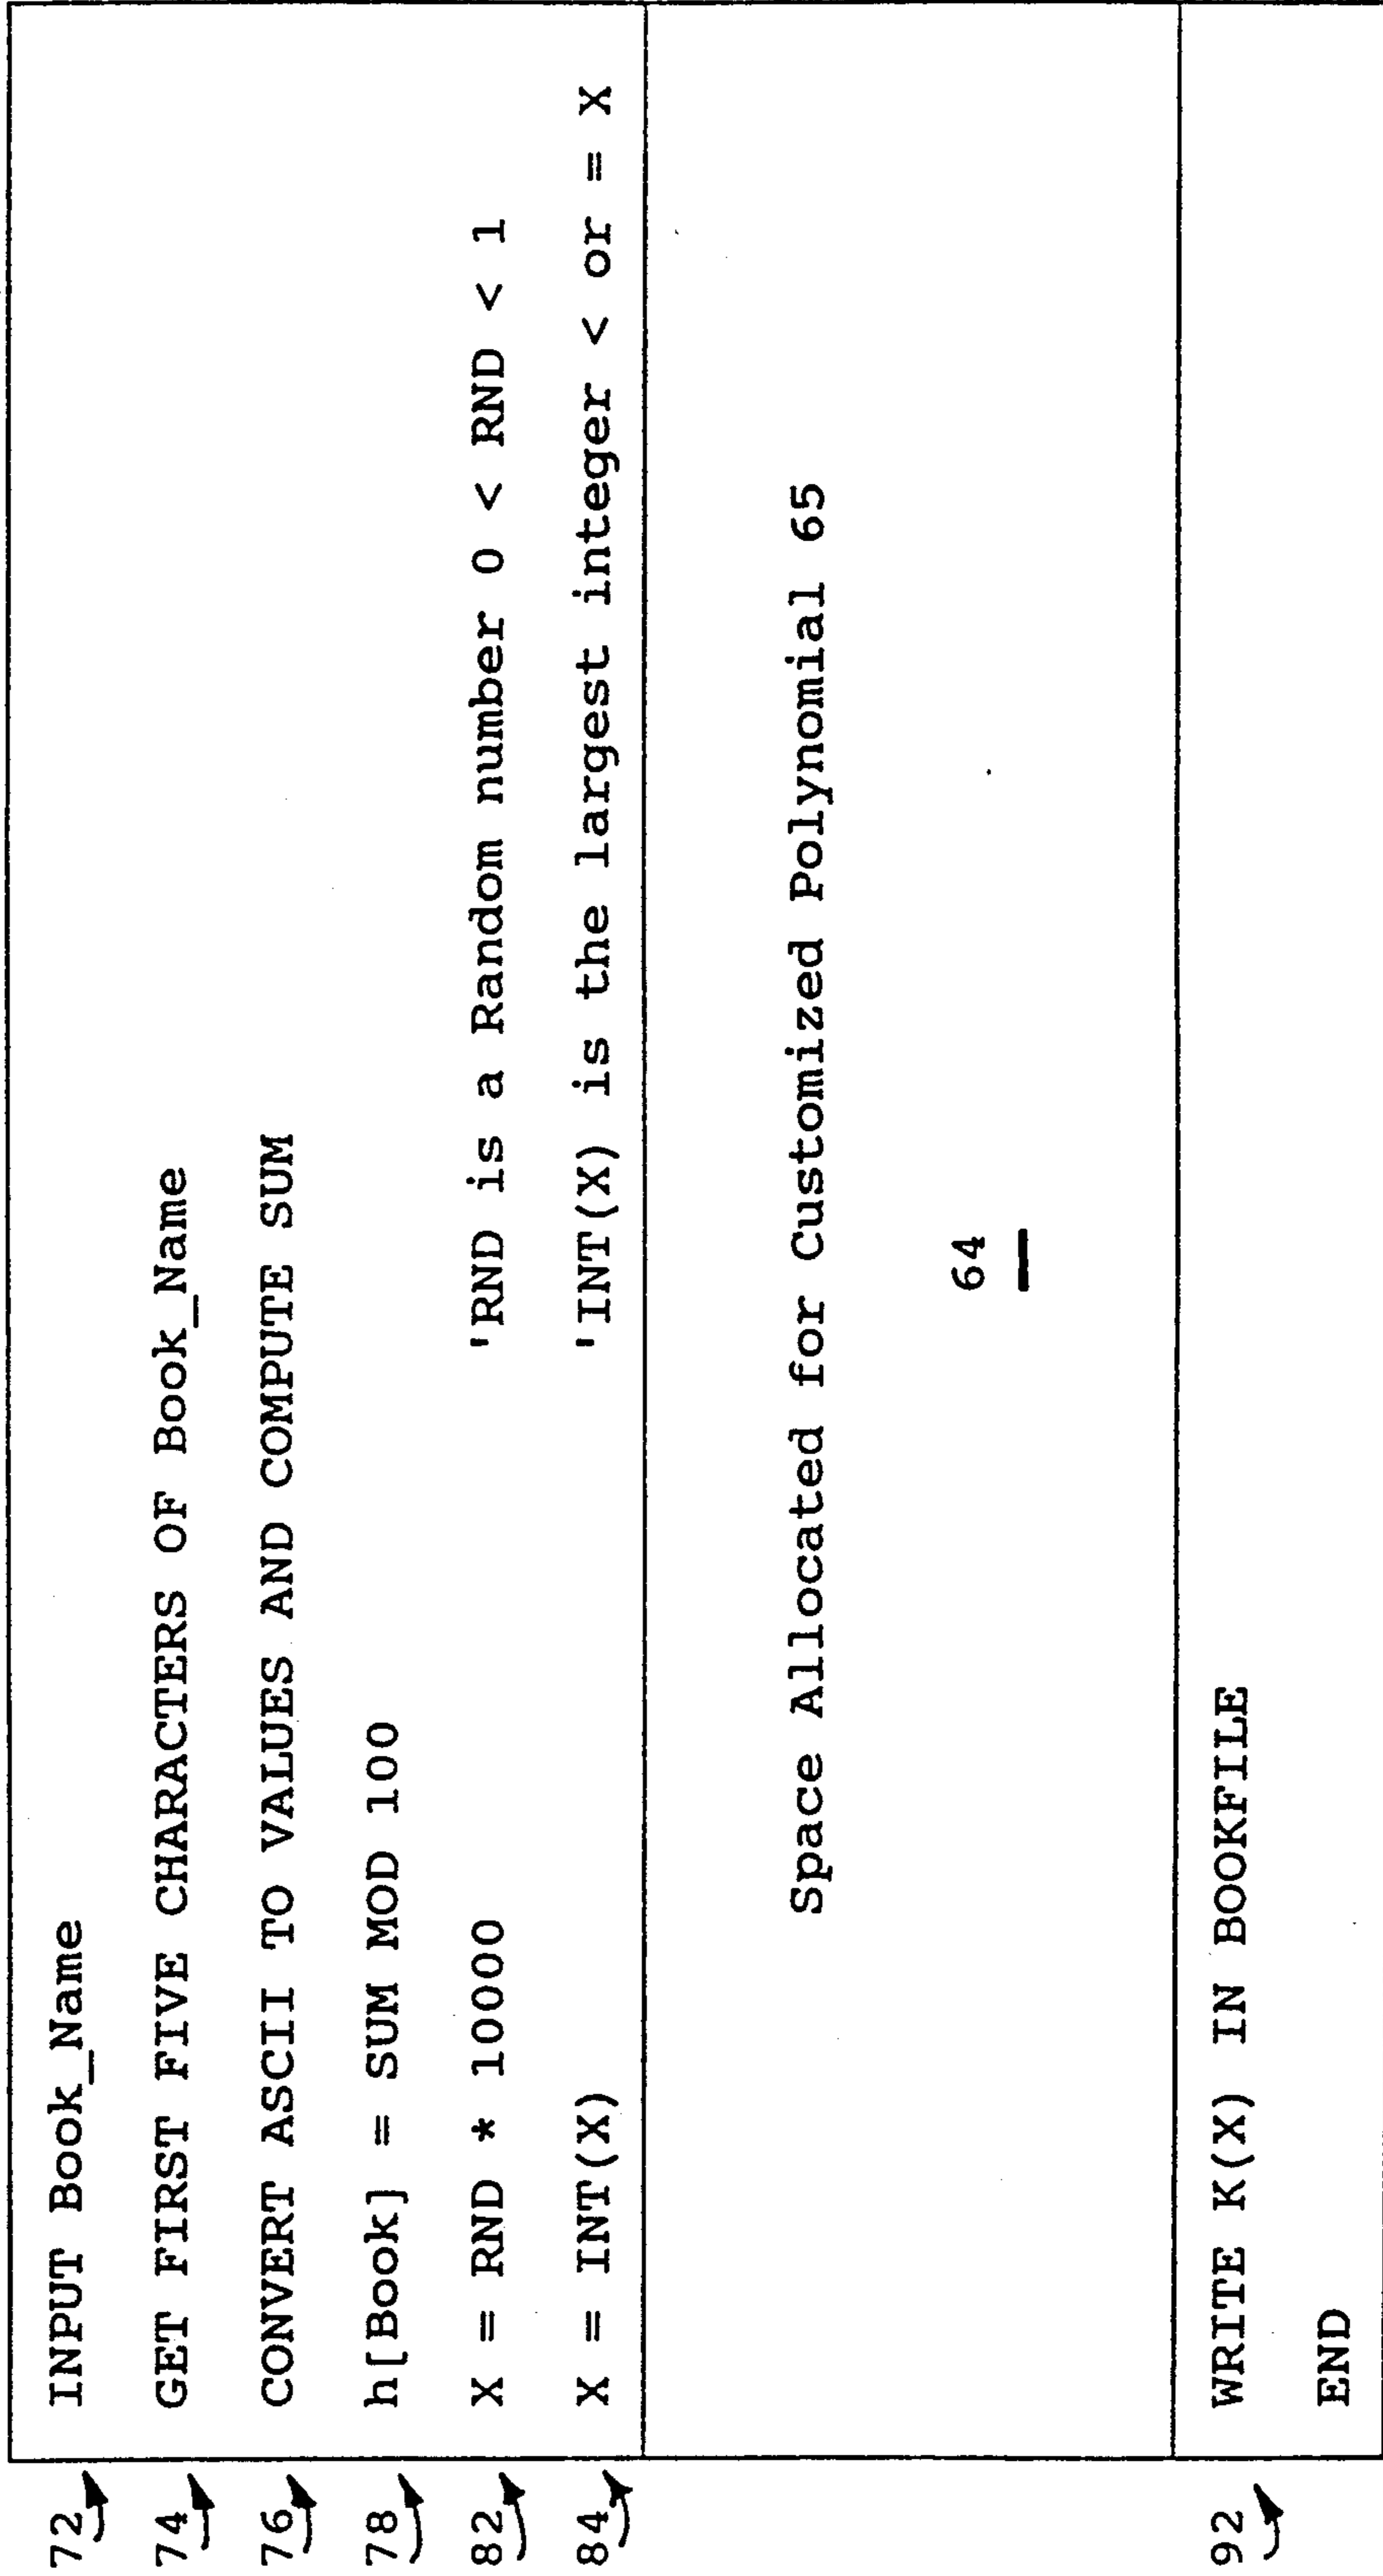 72 INPUT Book_Name
74 GET FIRST FIVE CHARACTERS OF Book_Name
76 CONVERT ASCII TO VALUES AND COMPUTE SUM
78 h[Book] = SUM MOD 100
82 X = RND * 10000 'RND is a Random number 0 < RND < 1
84 X = INT(X) 'INT(X) is the largest integer < or = X
Space Allocated for Customized Polynomial 65
64
92 WRITE K(X) IN BOOKFILE
END